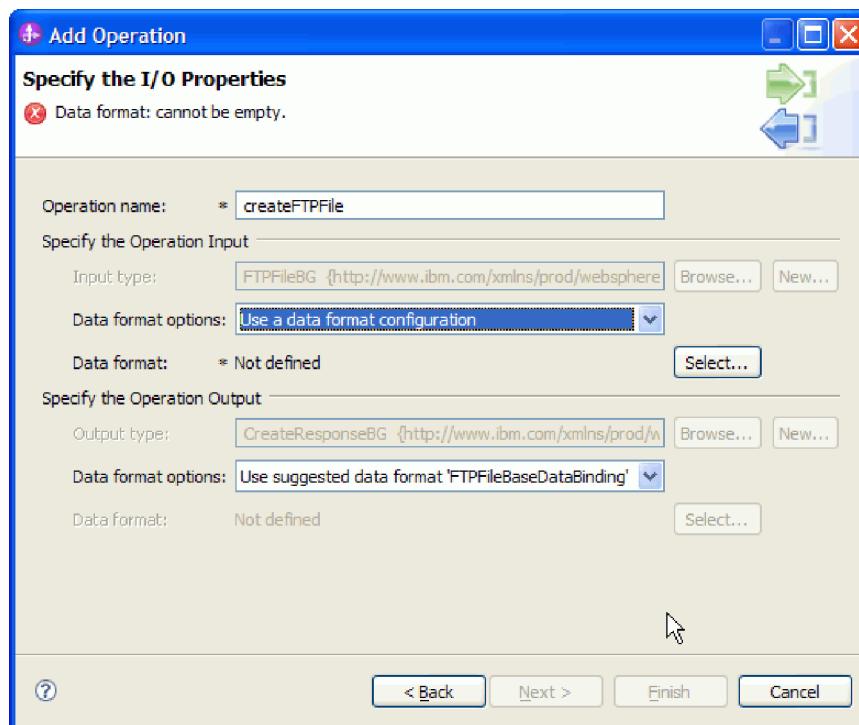 Add Operation
Specify the I/O Properties
Data format: cannot be empty.
Operation name: * createFTPFile
Specify the Operation Input
Input type: FTPFileBG {http://www.ibm.com/xmlns/prod/websphere Browse... New...
Data format options: Use a data format configuration
Data format: * Not defined Select...
Specify the Operation Output
Output type: CreateResponseBG {http://www.ibm.com/xmlns/prod/w Browse... New...
Data format options: Use suggested data format 'FTPFileBaseDataBinding'
Data format: Not defined Select...
? < Back Next > Finish Cancel